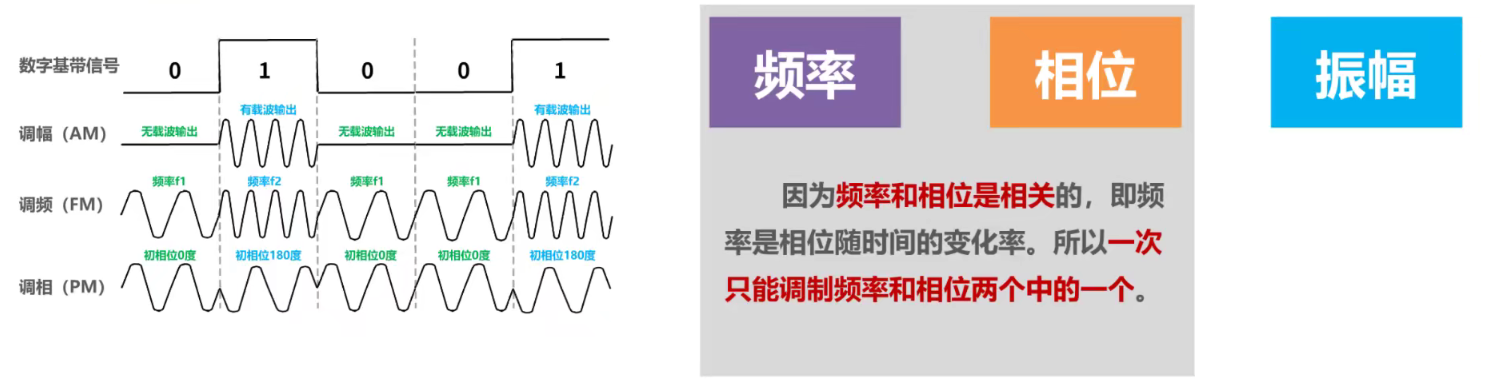 数字基带信号
0 1 0 0 1
调幅（AM）
无载波输出 有载波输出 无载波输出 无载波输出 有载波输出
调频（FM）
频率f1 频率f2 频率f1 频率f1 频率f2
调相（PM）
初相位0度 初相位180度 初相位0度 初相位0度 初相位180度
频率
相位
振幅
因为频率和相位是相关的，即频
率是相位随时间的变化率。所以一次
只能调制频率和相位两个中的一个。